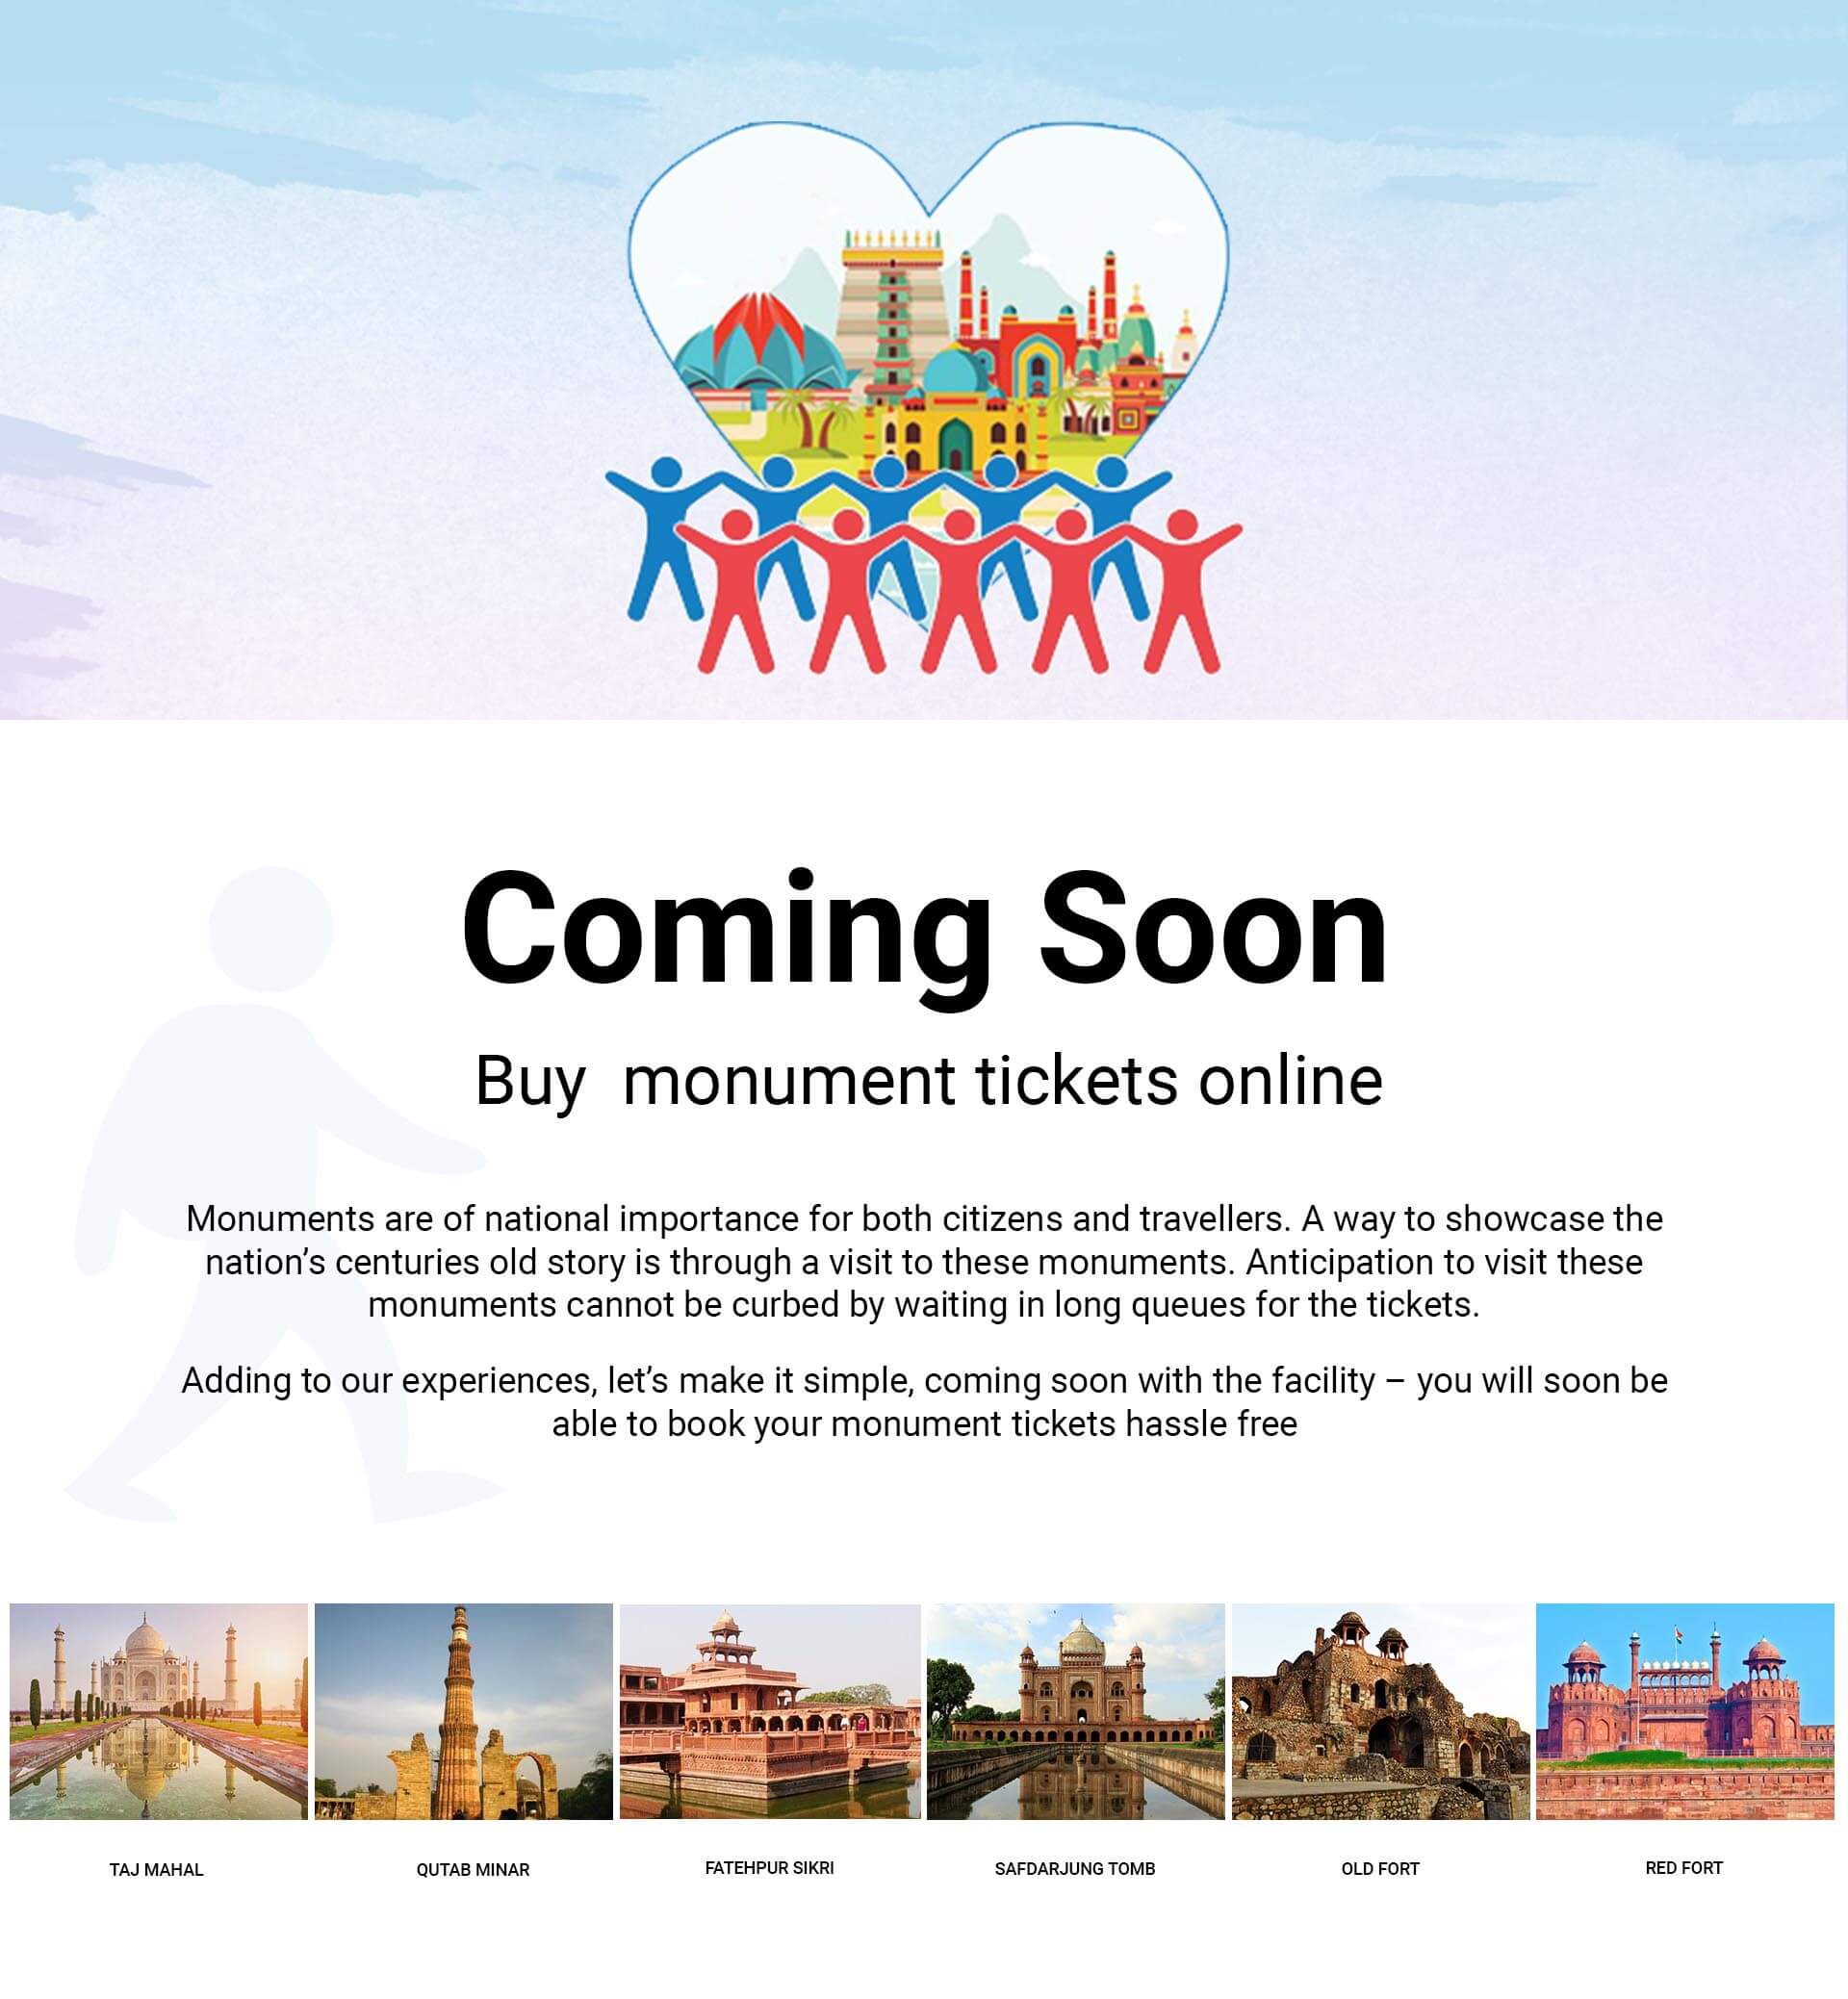 Coming Soon
Buy  monument tickets online
Monuments are of national importance for both citizens and travellers. A way to showcase the
nation’s centuries old story is through a visit to these monuments. Anticipation to visit these
monuments cannot be curbed by waiting in long queues for the tickets.
Adding to our experiences, let’s make it simple, coming soon with the facility – you will soon be
able to book your monument tickets hassle free
TAJ MAHAL
QUTAB MINAR
FATEHPUR SIKRI
SAFDARJUNG TOMB
OLD FORT
RED FORT